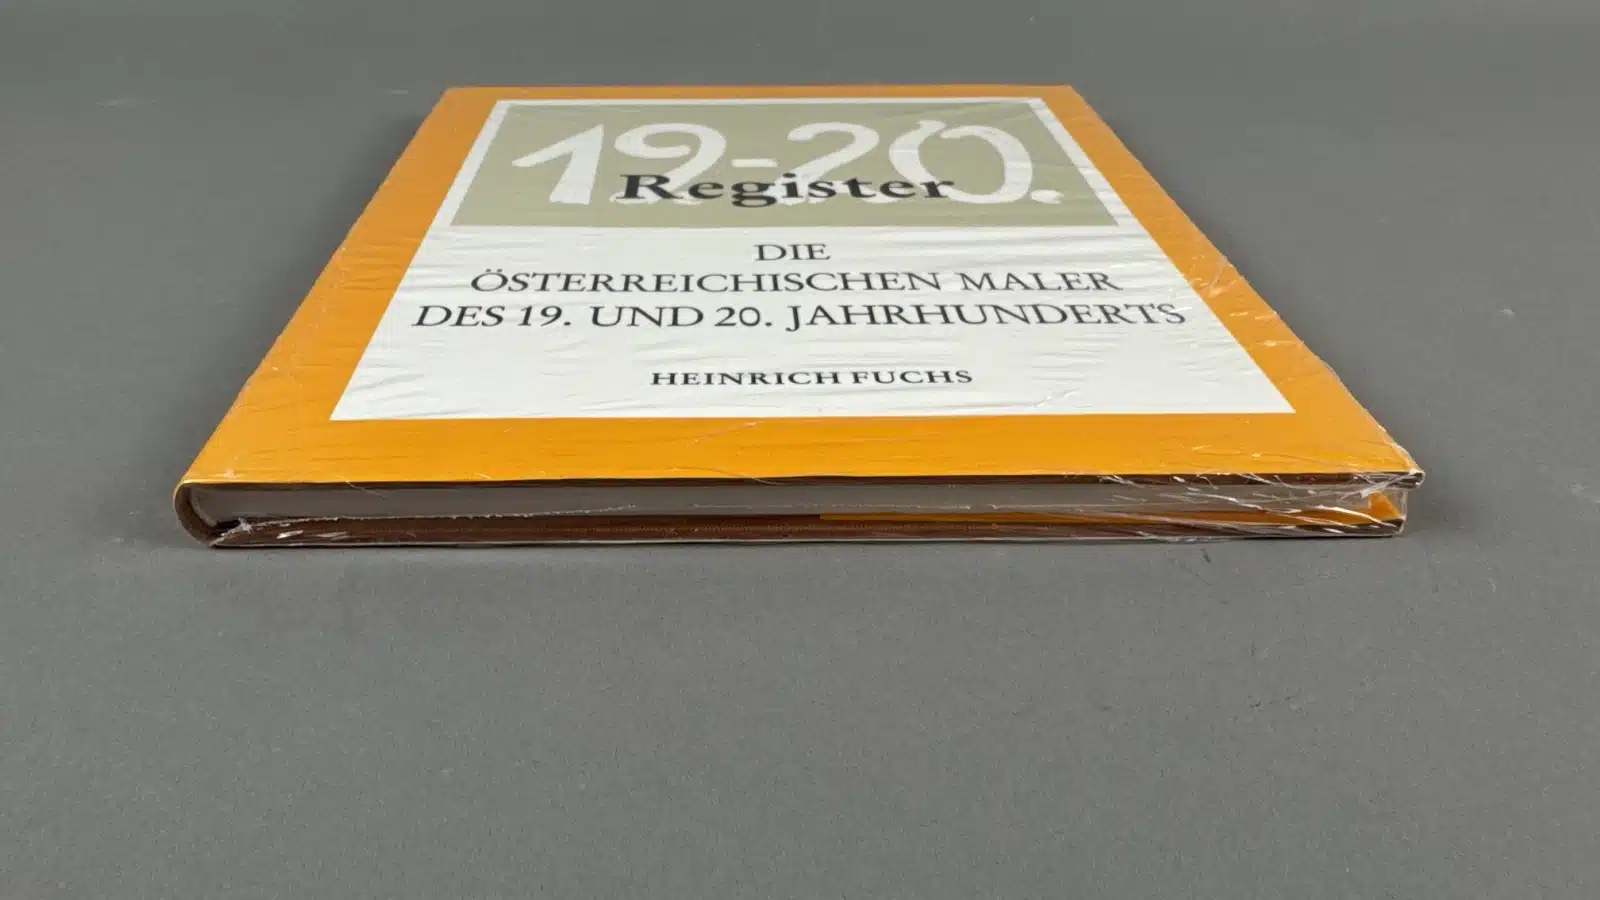 19.-20.
Register
DIE
ÖSTERREICHISCHEN MALER
DES 19. UND 20. JAHRHUNDERTS
HEINRICH FUCHS